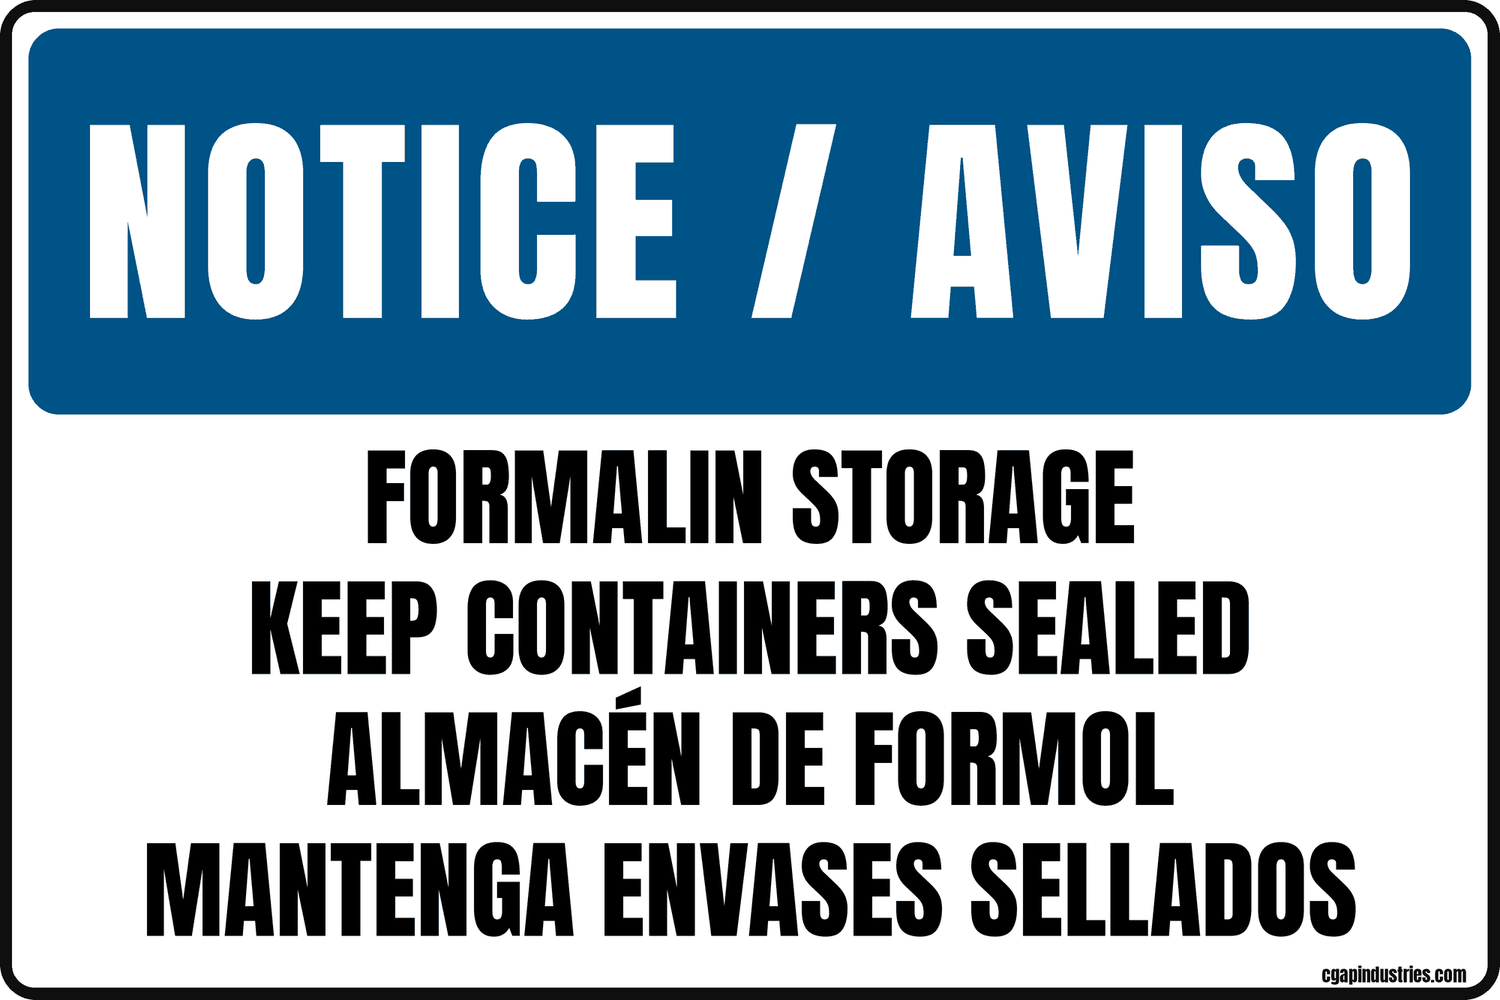 NOTICE / AVISO
FORMALIN STORAGE
KEEP CONTAINERS SEALED
ALMACÉN DE FORMOL
MANTENGA ENVASES SELLADOS
cgapindustries.com